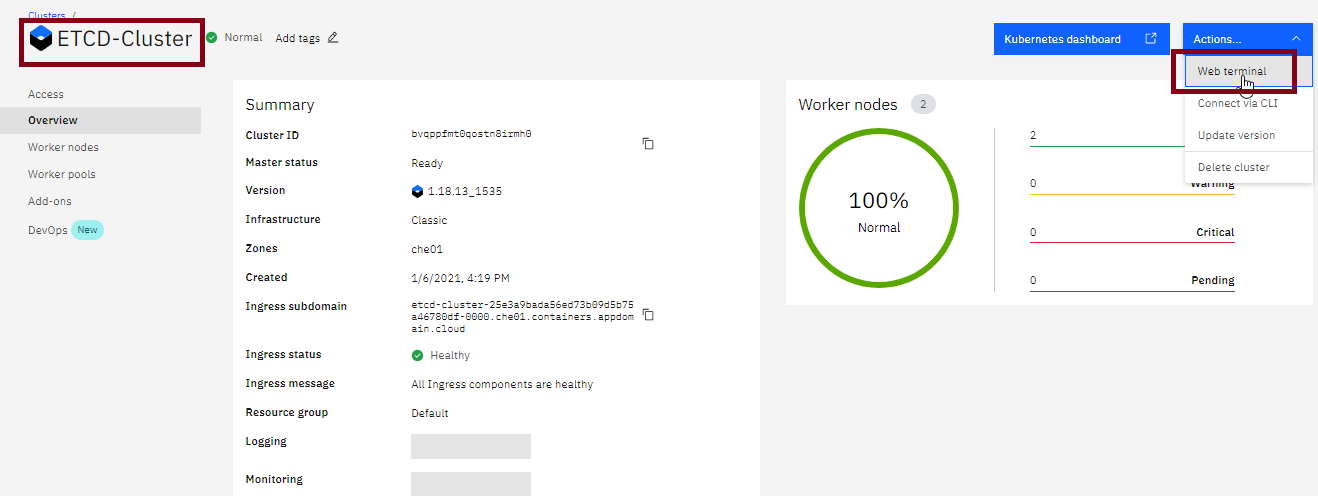 Clusters /
ETCD-Cluster
Normal
Add tags
Kubernetes dashboard
Actions...
Web terminal
Connect via CLI
Update version
Delete cluster
Access
Overview
Worker nodes
Worker pools
Add-ons
DevOps New
Summary
Cluster ID bvqppfmt0qostn8irmh0
Master status Ready
Version 1.18.13_1535
Infrastructure Classic
Zones che01
Created 1/6/2021, 4:19 PM
Ingress subdomain etcd-cluster-25e3a9bada56ed73b09d5b75
a46780df-0000.che01.containers.appdom
ain.cloud
Ingress status Healthy
Ingress message All Ingress components are healthy
Resource group Default
Logging
Monitoring
Worker nodes 2
100%
Normal
2
0 Warning
0 Critical
0 Pending